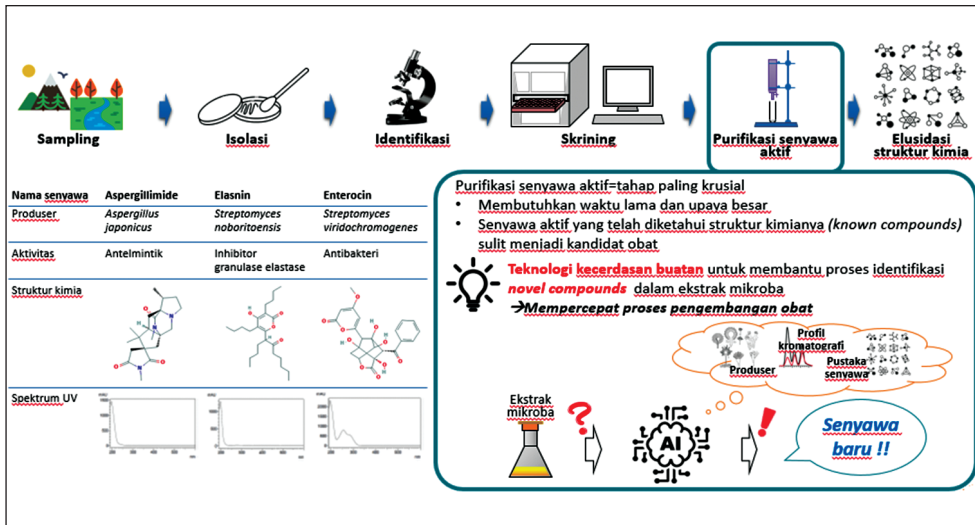 Sampling
Isolasi
Identifikasi
Skrining
Purifikasi senyawa
aktif
Elusidasi
struktur kimia
Nama senyawa Aspergillimide Elasnin Enterocin
Produser Aspergillus Streptomyces Streptomyces
japonicus noboritoensis viridochromogenes
Aktivitas Antelmintik Inhibitor Antibakteri
granulase elastase
Struktur kimia
Spektrum UV
Purifikasi senyawa aktif=tahap paling krusial
• Membutuhkan waktu lama dan upaya besar
• Senyawa aktif yang telah diketahui struktur kimianya (known compounds)
sulit menjadi kandidat obat
Teknologi kecerdasan buatan untuk membantu proses identifikasi
novel compounds dalam ekstrak mikroba
→Mempercepat proses pengembangan obat
Profil
kromatografi
Produser
Pustaka
senyawa
Ekstrak
mikroba
?
AI
!
Senyawa
baru !!